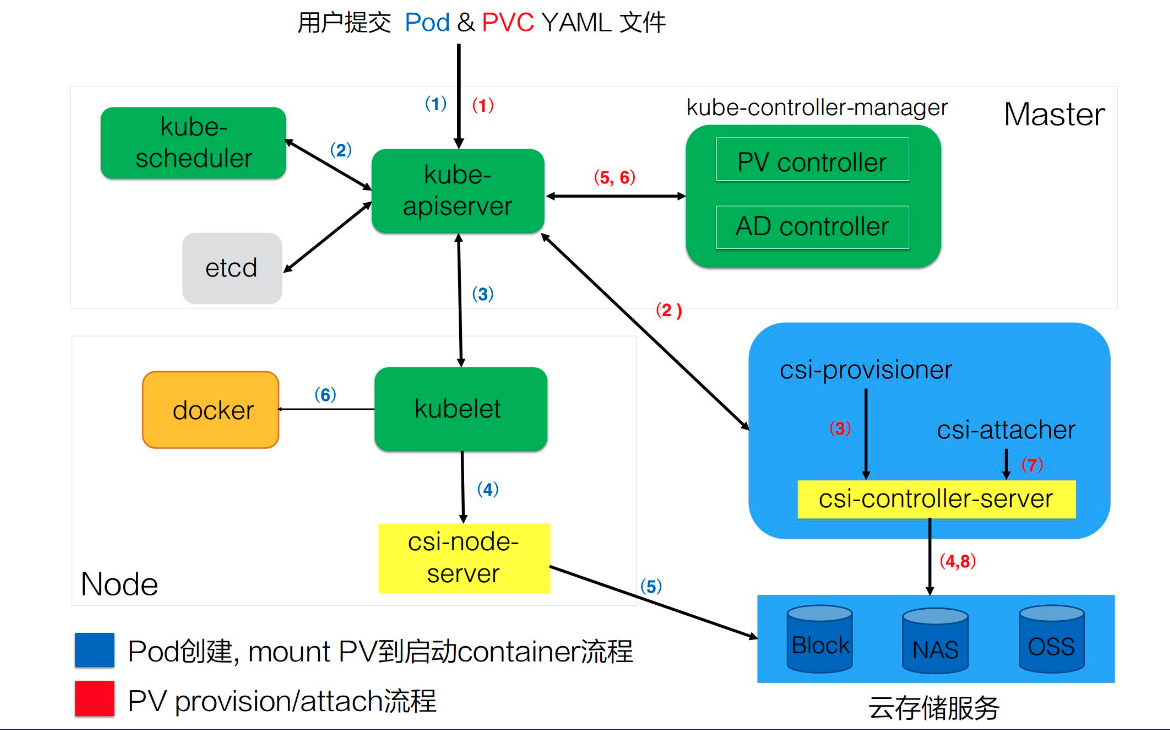 用户提交 Pod & PVC YAML 文件
(1)
(1)
kube-controller-manager
Master
kube-
scheduler
(2)
kube-
apiserver
(5, 6)
PV controller
AD controller
etcd
(3)
(2 )
csi-provisioner
docker
(6)
kubelet
(3)
csi-attacher
(7)
(4)
csi-controller-server
csi-node-
server
(4,8)
Node
(5)
Block
NAS
OSS
Pod创建, mount PV到启动container流程
PV provision/attach流程
云存储服务